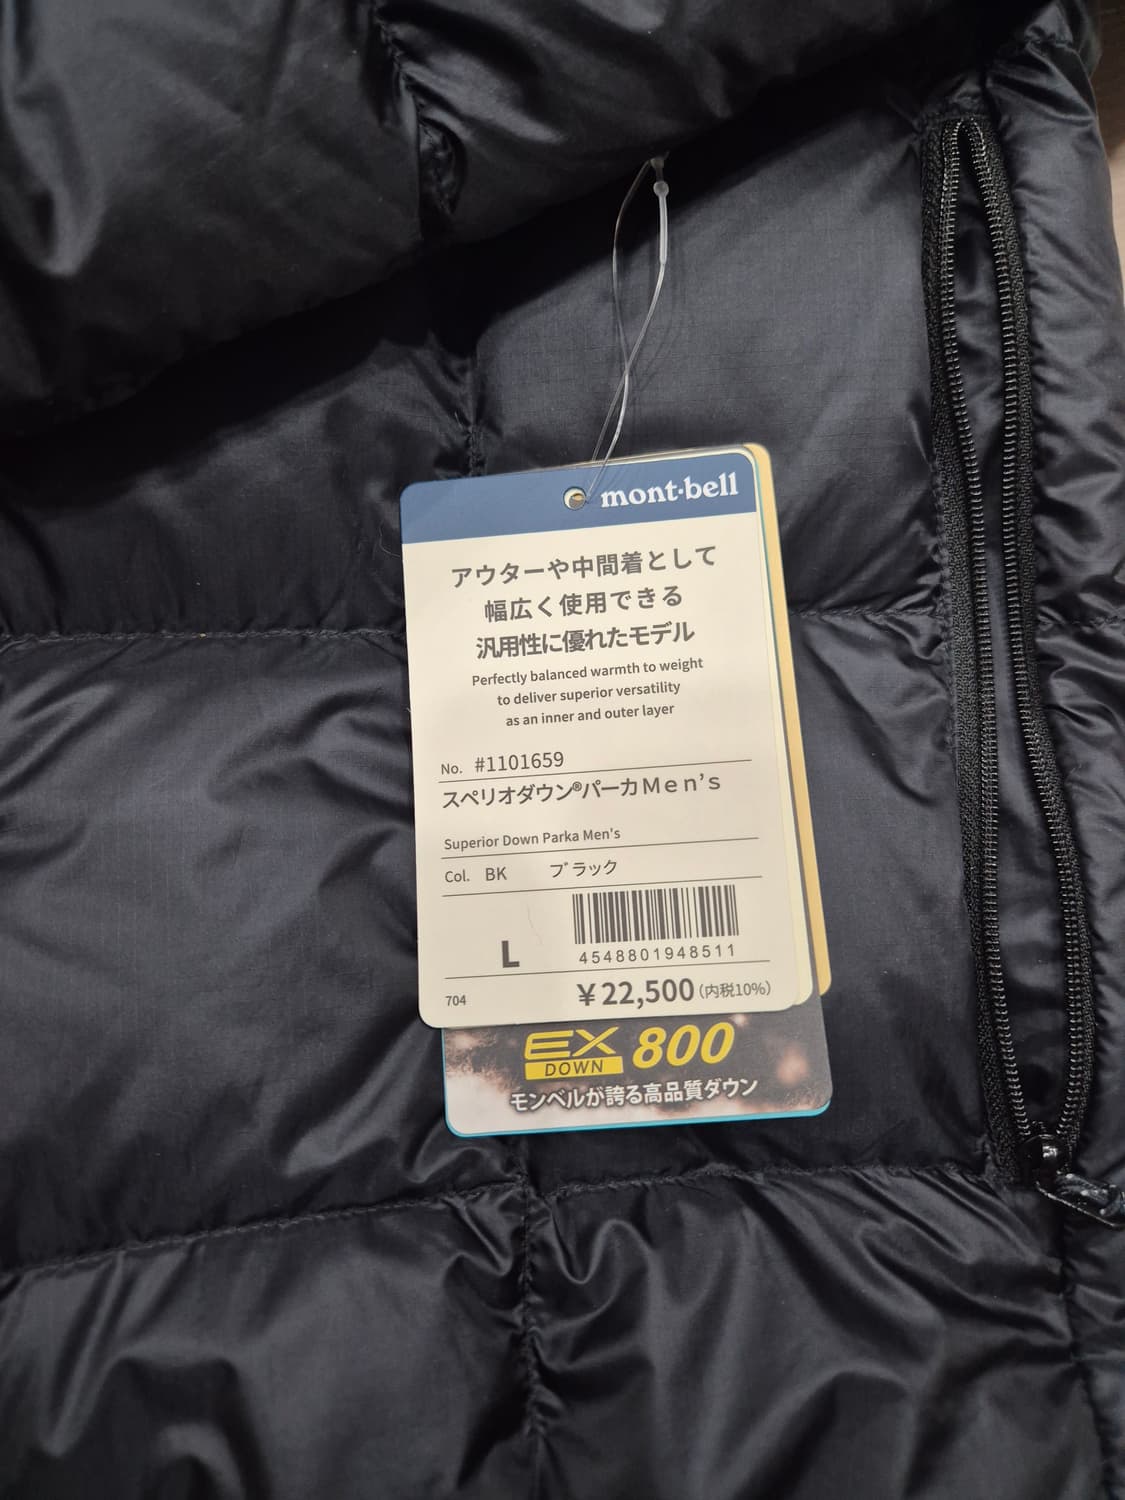 mont-bell
アウターや中間着として
幅広く使用できる
汎用性に優れたモデル
Perfectly balanced warmth to weight
to deliver superior versatility
as an inner and outer layer
No. #1101659
スペリオダウン®パーカMen's
Superior Down Parka Men's
Col. BK ブラック
L
4548801948511
704 ¥22,500(内税10%)
EX DOWN 800
モンベルが誇る高品質ダウン